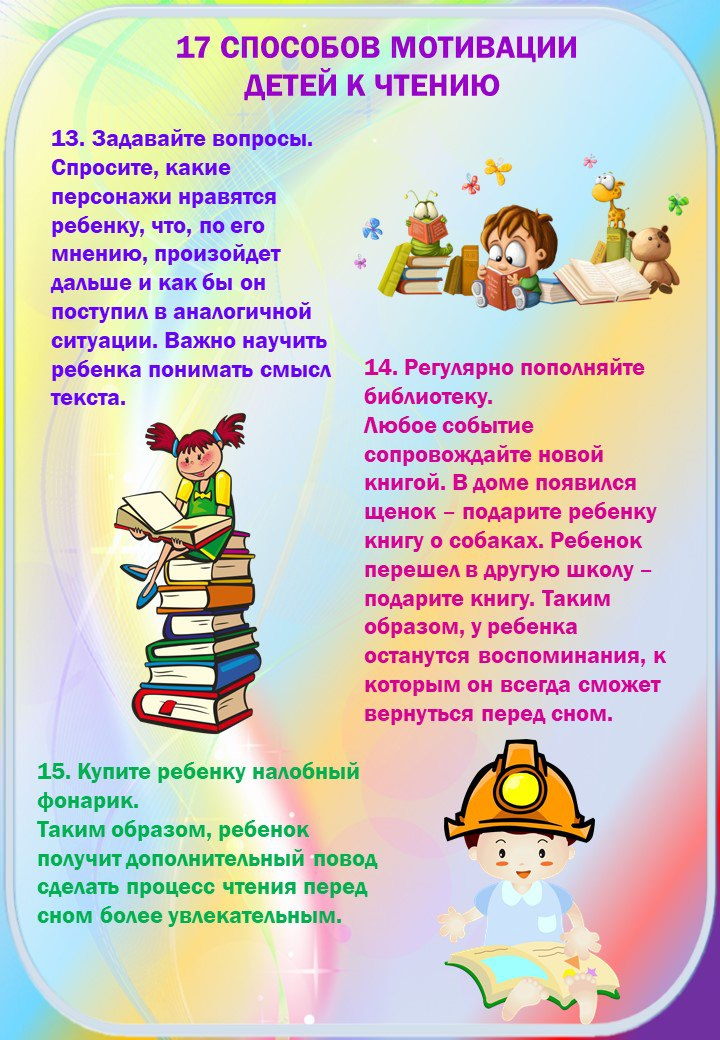 17 СПОСОБОВ МОТИВАЦИИ
ДЕТЕЙ К ЧТЕНИЮ
13. Задавайте вопросы.
Спросите, какие
персонажи нравятся
ребенку, что, по его
мнению, произойдет
дальше и как бы он
поступил в аналогичной
ситуации. Важно научить
ребенка понимать смысл
текста.
14. Регулярно пополняйте
библиотеку.
Любое событие
сопровождайте новой
книгой. В доме появился
щенок – подарите ребенку
книгу о собаках. Ребенок
перешел в другую школу –
подарите книгу. Таким
образом, у ребенка
останутся воспоминания, к
которым он всегда сможет
вернуться перед сном.
15. Купите ребенку налобный
фонарик.
Таким образом, ребенок
получит дополнительный повод
сделать процесс чтения перед
сном более увлекательным.